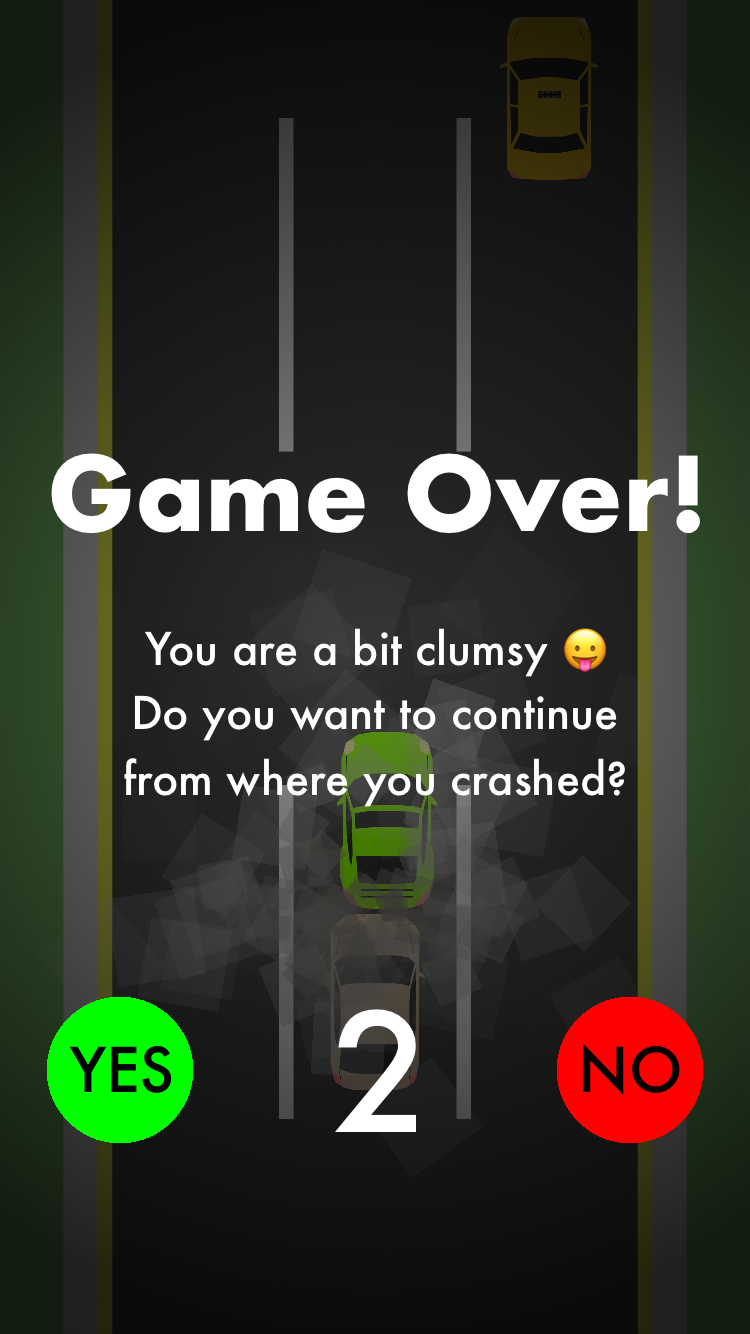 Game Over!
You are a bit clumsy 😛
Do you want to continue
from where you crashed?
YES
2
NO